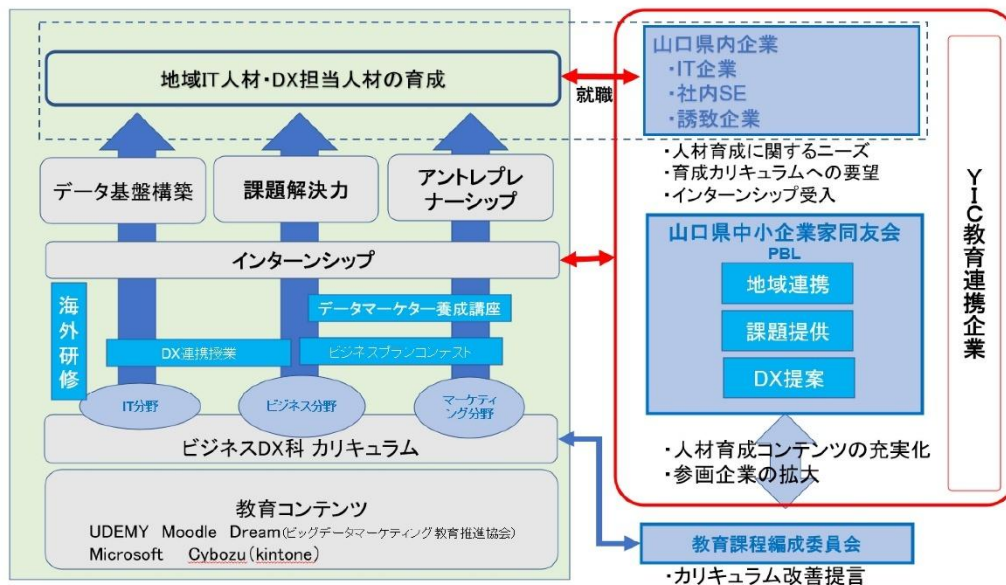 地域IT人材・DX担当人材の育成
就職
データ基盤構築
課題解決力
アントレプレ
ナーシップ
インターンシップ
海外研修
データマーケター養成講座
DX連携授業
ビジネスプランコンテスト
IT分野
ビジネス分野
マーケティ
ング分野
ビジネスDX科 カリキュラム
教育コンテンツ
UDEMY Moodle Dream(ビッグデータマーケティング教育推進協会)
Microsoft Cybozu(kintone)
山口県内企業
・IT企業
・社内SE
・誘致企業
・人材育成に関するニーズ
・育成カリキュラムへの要望
・インターンシップ受入
山口県中小企業家同友会
PBL
地域連携
課題提供
DX提案
・人材育成コンテンツの充実化
・参画企業の拡大
教育課程編成委員会
・カリキュラム改善提言
YIC教育連携企業